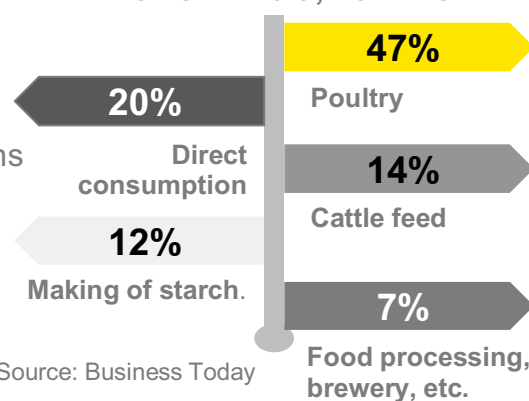 47%
Poultry
20%
ns
Direct
consumption
14%
Cattle feed
12%
Making of starch.
7%
Food processing,
brewery, etc.
Source: Business Today